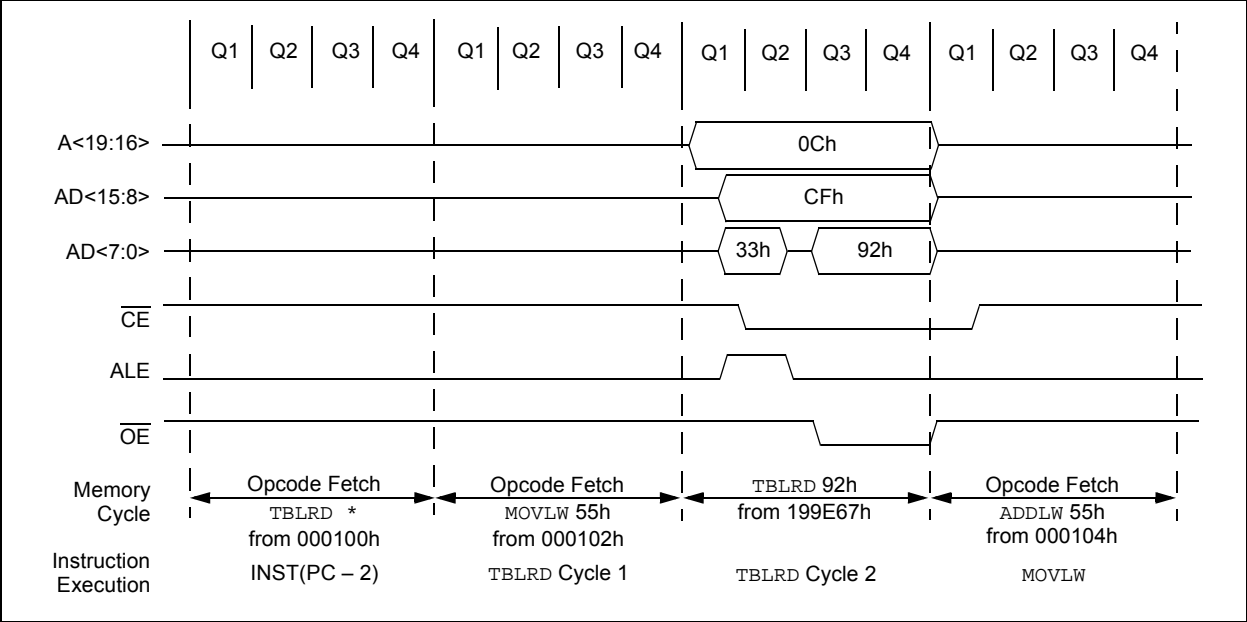 Q1 Q2 Q3 Q4 Q1 Q2 Q3 Q4 Q1 Q2 Q3 Q4 Q1 Q2 Q3 Q4
A<19:16> 0Ch
AD<15:8> CFh
AD<7:0> 33h 92h
CE
ALE
OE
Memory
Cycle
Opcode Fetch
TBLRD *
from 000100h
Opcode Fetch
MOVLW 55h
from 000102h
TBLRD 92h
from 199E67h
Opcode Fetch
ADDLW 55h
from 000104h
Instruction
Execution
INST(PC – 2)
TBLRD Cycle 1
TBLRD Cycle 2
MOVLW